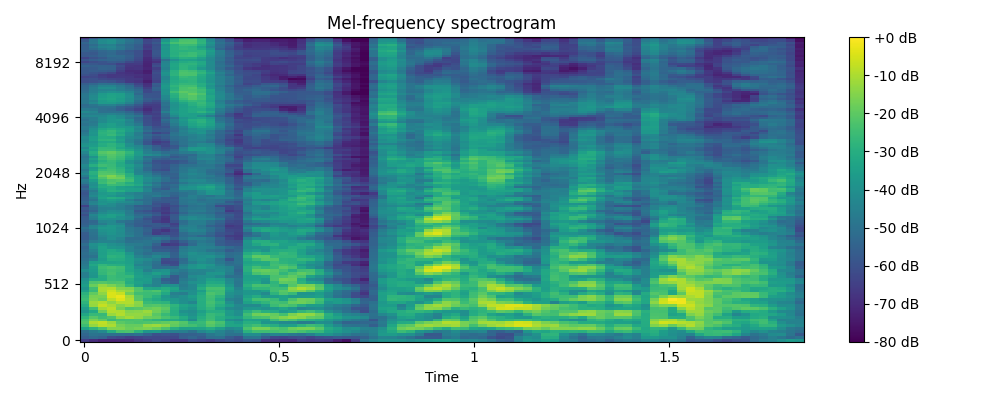 Mel-frequency spectrogram
Hz
8192
4096
2048
1024
512
0
0 0.5 1 1.5
Time
+0 dB
-10 dB
-20 dB
-30 dB
-40 dB
-50 dB
-60 dB
-70 dB
-80 dB